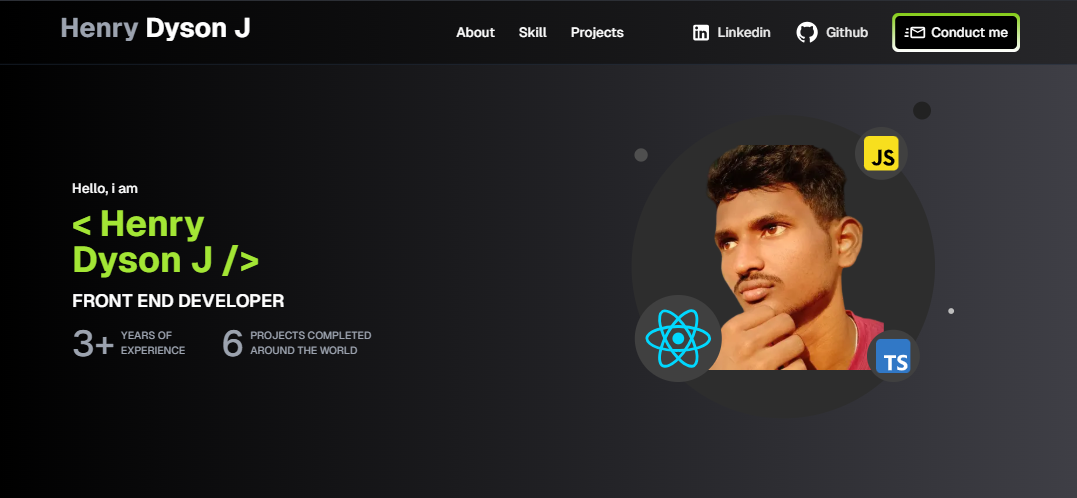 Henry Dyson J
About Skill Projects Linkedin Github Conduct me
JS
Hello, i am
< Henry
Dyson J />
FRONT END DEVELOPER
3+ YEARS OF
EXPERIENCE
6 PROJECTS COMPLETED
AROUND THE WORLD
TS